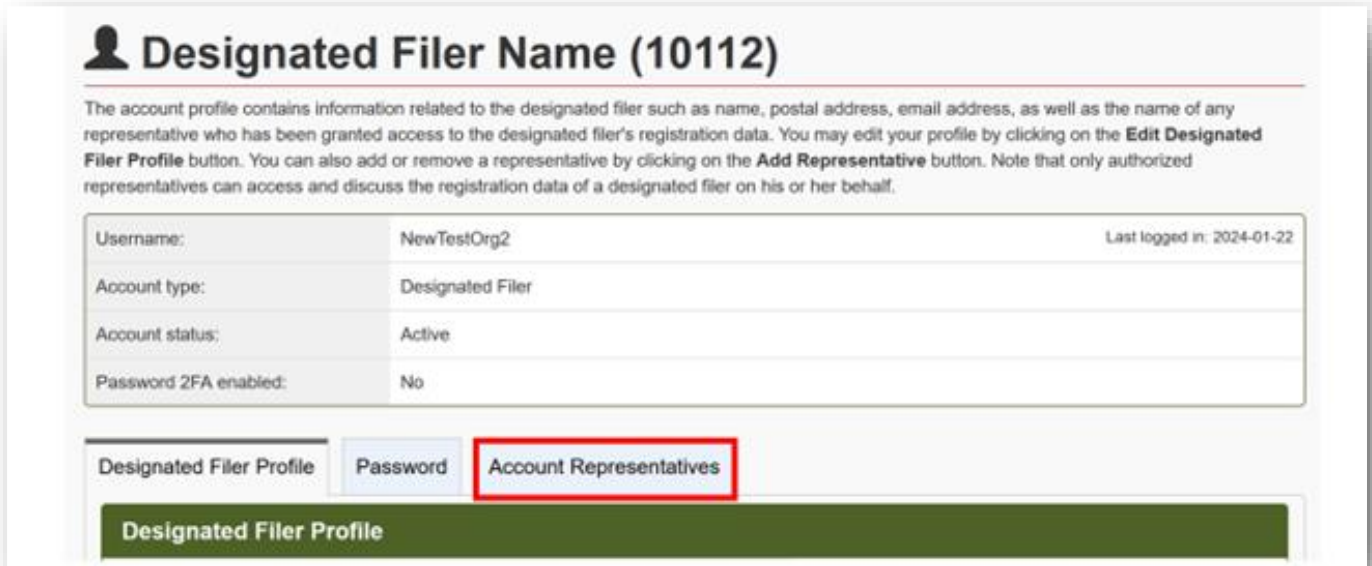 Designated Filer Name (10112)
The account profile contains information related to the designated filer such as name, postal address, email address, as well as the name of any
representative who has been granted access to the designated filer's registration data. You may edit your profile by clicking on the Edit Designated
Filer Profile button. You can also add or remove a representative by clicking on the Add Representative button. Note that only authorized
representatives can access and discuss the registration data of a designated filer on his or her behalf.
Username: NewTestOrg2 Last logged in: 2024-01-22
Account type: Designated Filer
Account status: Active
Password 2FA enabled: No
Designated Filer Profile Password Account Representatives
Designated Filer Profile